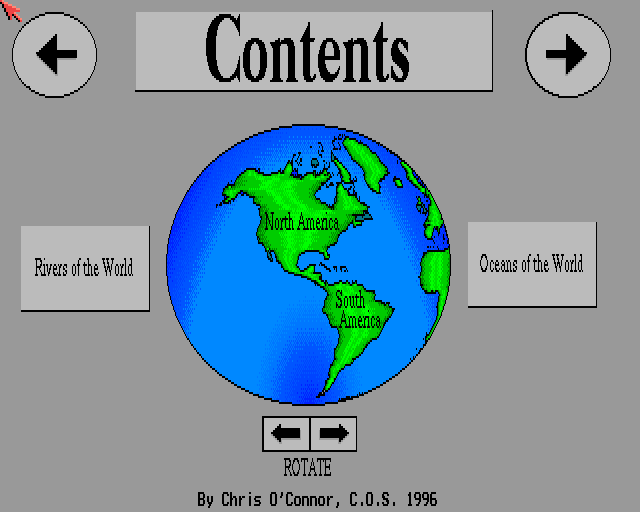 Contents
North America
Rivers of the World
Oceans of the World
South
America
ROTATE
By Chris O'Connor, C.O.S. 1996